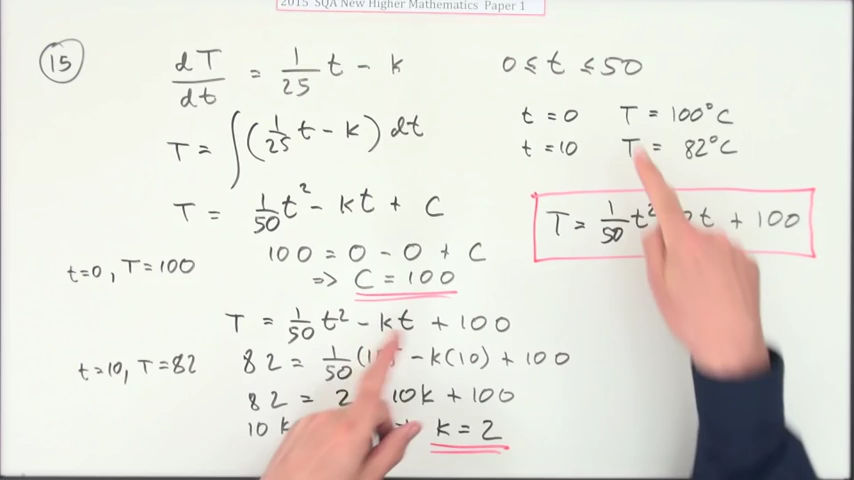 2015 SQA New Higher Mathematics Paper 1
15
dT/dt = 1/25 t - k
0 ≤ t ≤ 50
T = ∫(1/25 t - k) dt
t = 0 T = 100°C
t = 10 T = 82°C
T = 1/50 t² - kt + C
T = 1/50 t² t + 100
t=0, T=100
100 = 0 - 0 + C
=> C = 100
T = 1/50 t² - kt + 100
t=10, T=82
82 = 1/50 (1 - k(10) + 100
82 = 2 10k + 100
10 k k = 2